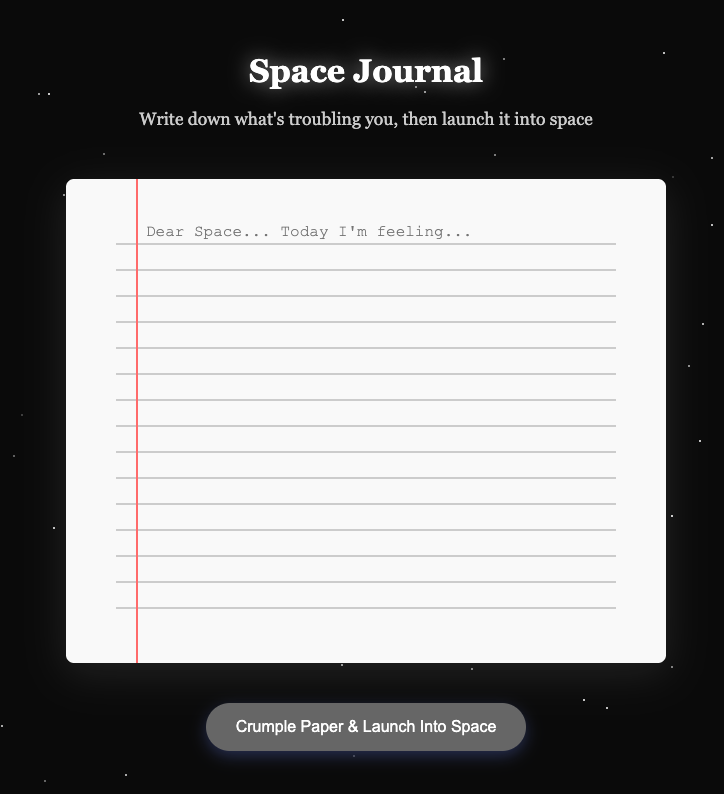 Space Journal
Write down what's troubling you, then launch it into space
Dear Space... Today I'm feeling...
Crumple Paper & Launch Into Space